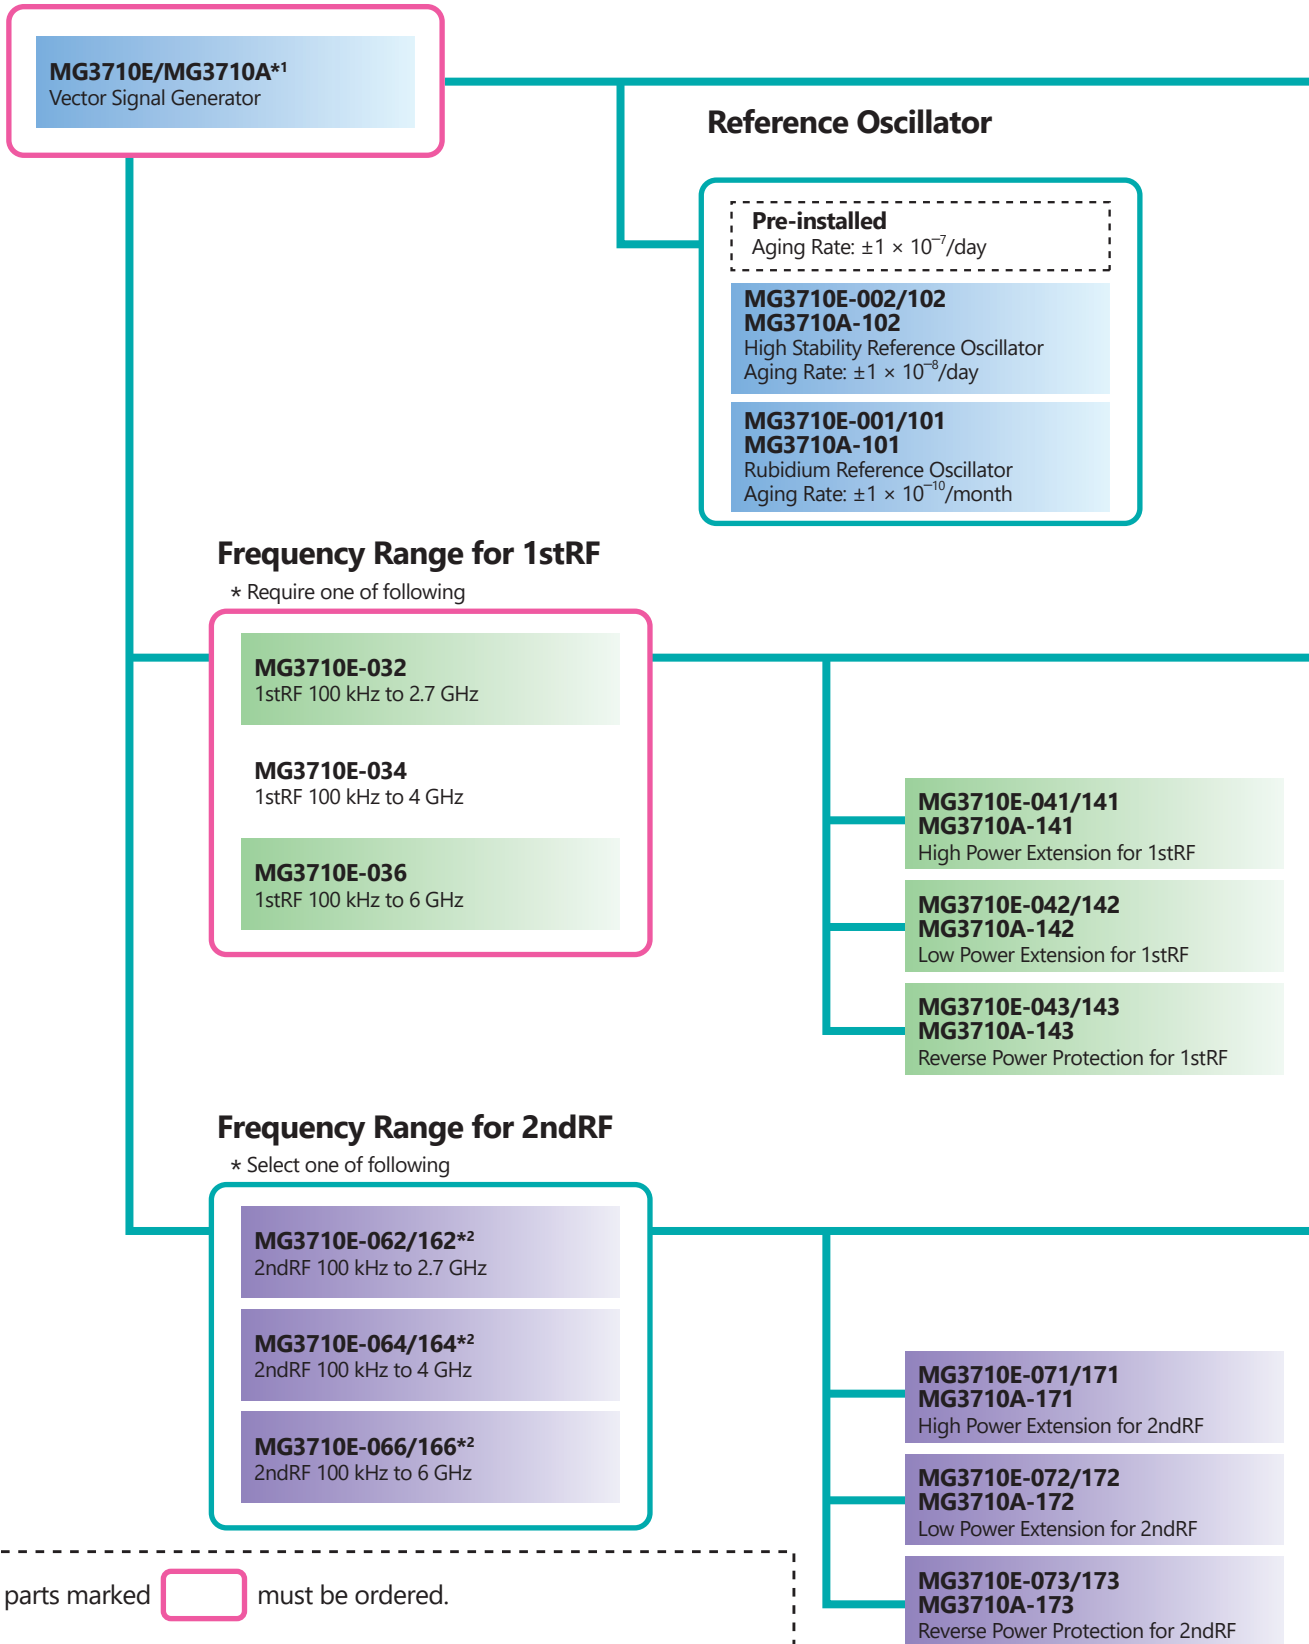 MG3710E/MG3710A*1
Vector Signal Generator
Reference Oscillator
Pre-installed
Aging Rate: ±1 × 10–7/day
MG3710E-002/102
MG3710A-102
High Stability Reference Oscillator
Aging Rate: ±1 × 10–8/day
MG3710E-001/101
MG3710A-101
Rubidium Reference Oscillator
Aging Rate: ±1 × 10–10/month
Frequency Range for 1stRF
* Require one of following
MG3710E-032
1stRF 100 kHz to 2.7 GHz
MG3710E-034
1stRF 100 kHz to 4 GHz
MG3710E-036
1stRF 100 kHz to 6 GHz
MG3710E-041/141
MG3710A-141
High Power Extension for 1stRF
MG3710E-042/142
MG3710A-142
Low Power Extension for 1stRF
MG3710E-043/143
MG3710A-143
Reverse Power Protection for 1stRF
Frequency Range for 2ndRF
* Select one of following
MG3710E-062/162*2
2ndRF 100 kHz to 2.7 GHz
MG3710E-064/164*2
2ndRF 100 kHz to 4 GHz
MG3710E-066/166*2
2ndRF 100 kHz to 6 GHz
MG3710E-071/171
MG3710A-171
High Power Extension for 2ndRF
MG3710E-072/172
MG3710A-172
Low Power Extension for 2ndRF
MG3710E-073/173
MG3710A-173
Reverse Power Protection for 2ndRF
parts marked must be ordered.